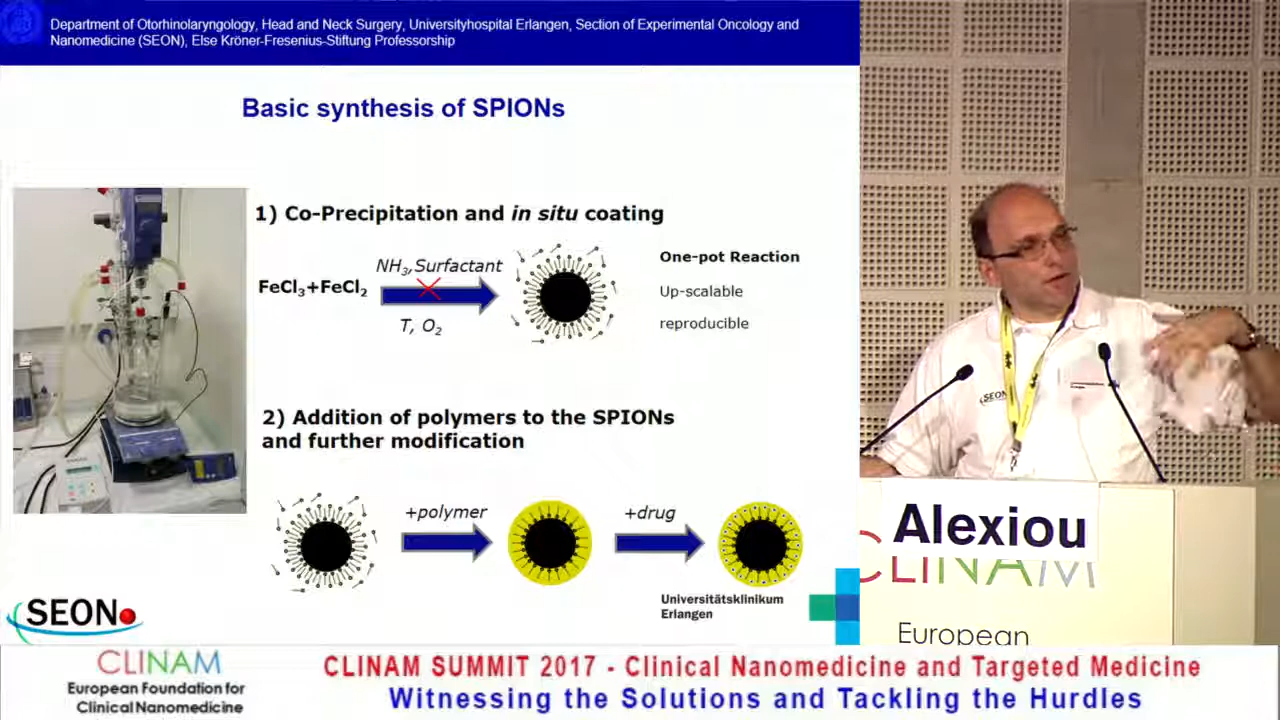 Department of Otorhinolaryngology, Head and Neck Surgery, Universityhospital Erlangen, Section of Experimental Oncology and
Nanomedicine (SEON), Else Kröner-Fresenius-Stiftung Professorship
Basic synthesis of SPIONs
1) Co-Precipitation and in situ coating
NH₃,Surfactant
FeCl₃+FeCl₂
T, O₂
One-pot Reaction
Up-scalable
reproducible
2) Addition of polymers to the SPIONs
and further modification
+polymer
+drug
Universitätsklinikum
Erlangen
SEON
SEON
Alexiou
CLINAM
European
CLINAM
European Foundation for
Clinical Nanomedicine
CLINAM SUMMIT 2017 - Clinical Nanomedicine and Targeted Medicine
Witnessing the Solutions and Tackling the Hurdles